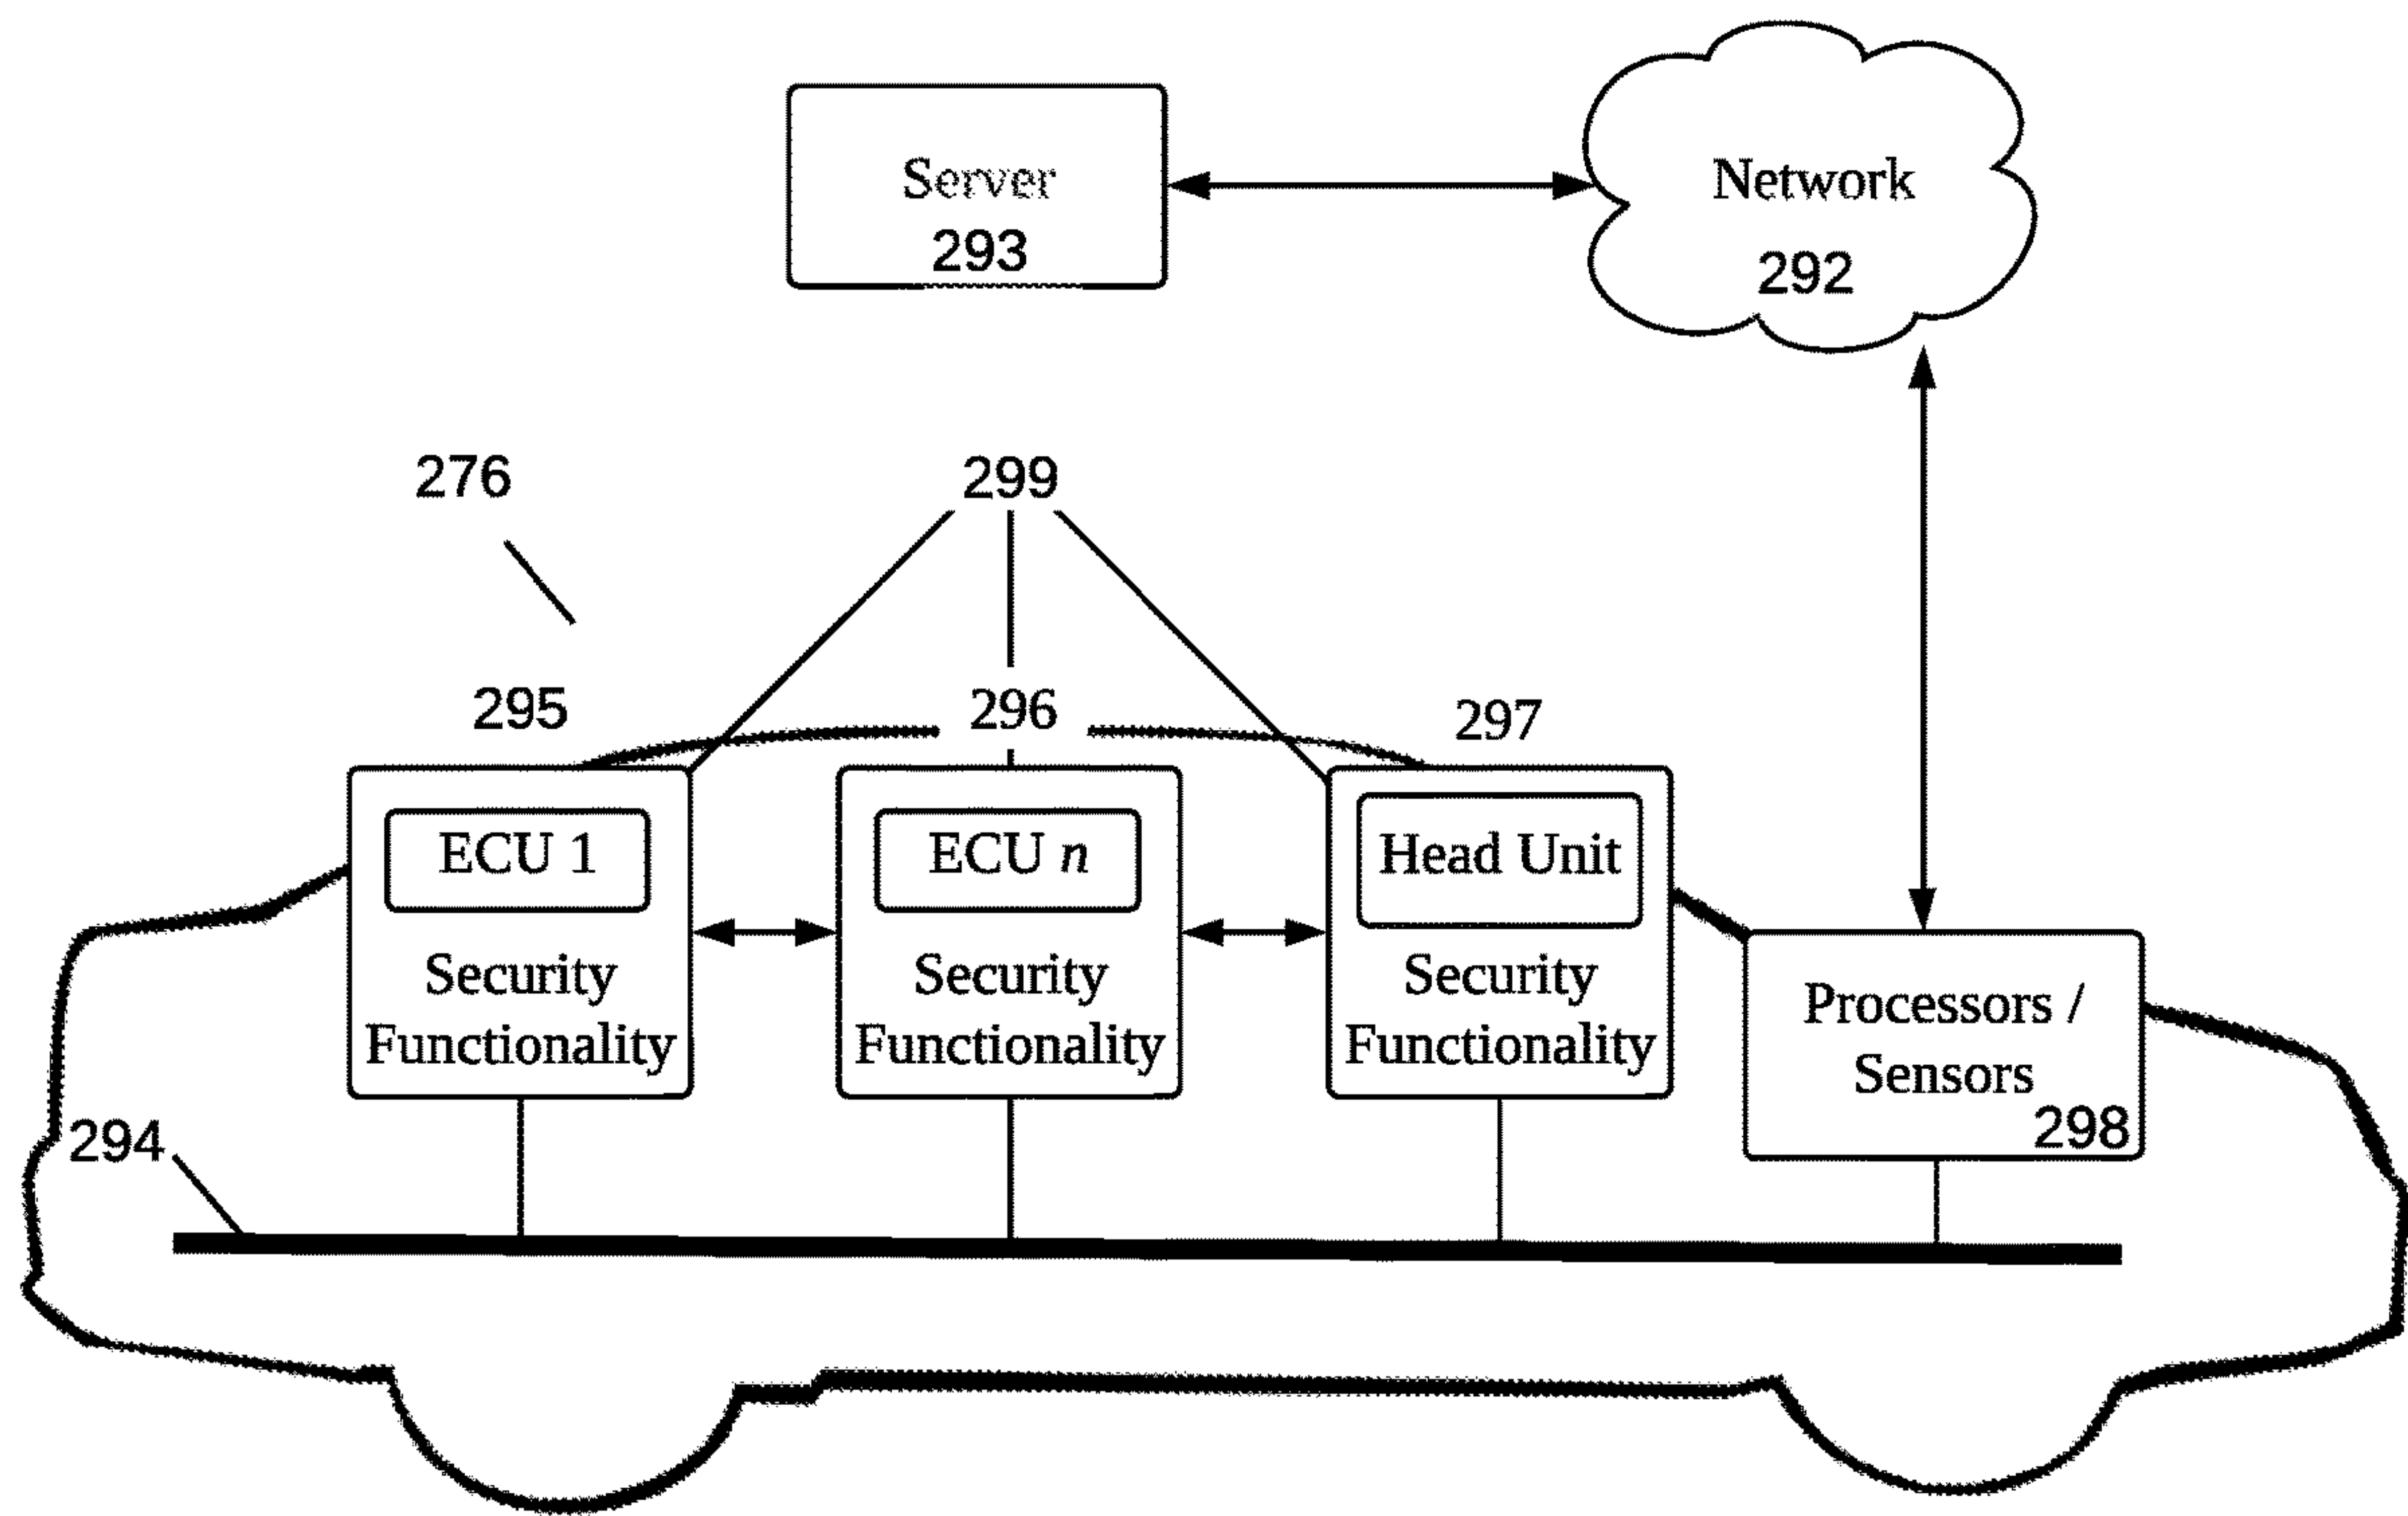 Server
293
Network
292
276
299
295
296
297
ECU 1
Security
Functionality
ECU n
Security
Functionality
Head Unit
Security
Functionality
Processors /
Sensors
298
294